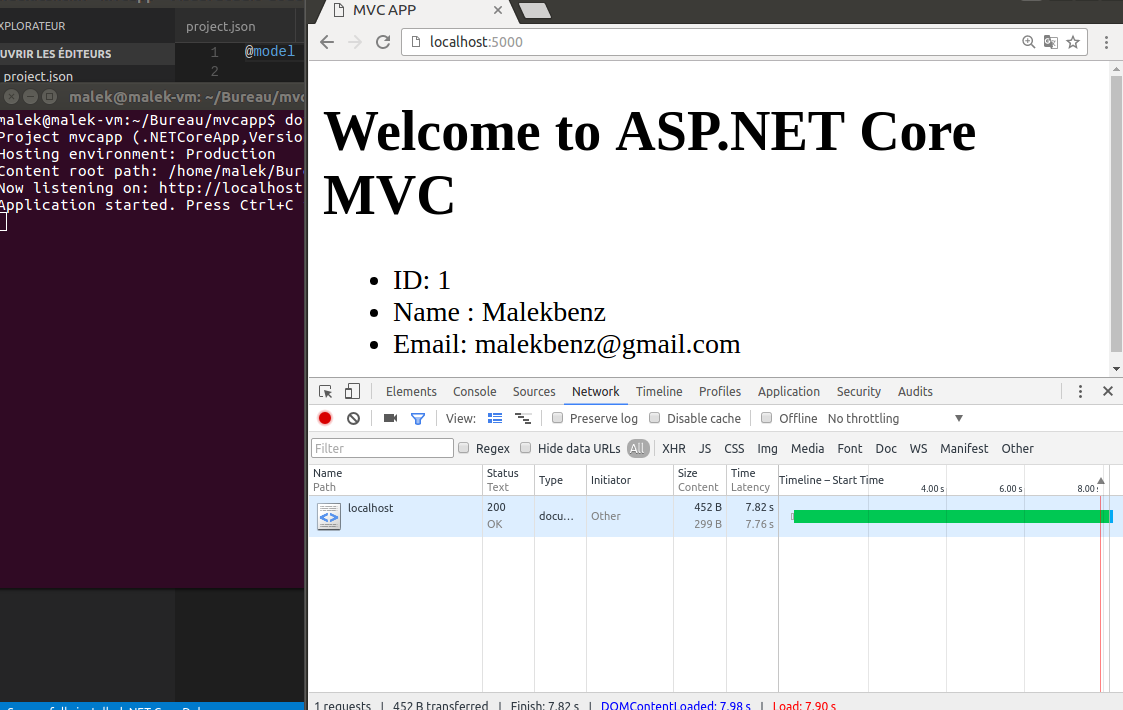 XPLORATEUR
UVRIR LES ÉDITEURS
project.json
project.json
1 @model
2
malek@malek-vm: ~/Bureau/mvc
malek@malek-vm:~/Bureau/mvcapp$ do
Project mvcapp (.NETCoreApp,Versio
Hosting environment: Production
Content root path: /home/malek/Bur
Now listening on: http://localhost
Application started. Press Ctrl+C
MVC APP
localhost:5000
Welcome to ASP.NET Core
MVC
• ID: 1
• Name : Malekbenz
• Email: malekbenz@gmail.com
Elements Console Sources Network Timeline Profiles Application Security Audits
View: Preserve log Disable cache Offline No throttling
Filter Regex Hide data URLs All XHR JS CSS Img Media Font Doc WS Manifest Other
Name Status Type Initiator Size Time Timeline – Start Time
Path Text Content Latency 4.00 s 6.00 s 8.00 s
localhost 200 docu... Other 452 B 7.82 s
OK 299 B 7.76 s
1 requests | 452 B transferred | Finish: 7.82 s | DOMContentLoaded: 7.98 s | Load: 7.90 s